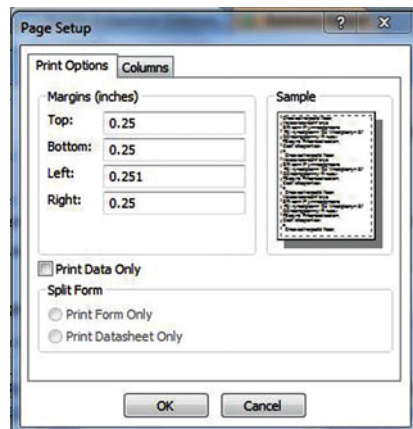 Page Setup
Print Options Columns
Margins (inches)
Top: 0.25
Bottom: 0.25
Left: 0.251
Right: 0.25
Sample
Print Data Only
Split Form
Print Form Only
Print Datasheet Only
OK Cancel